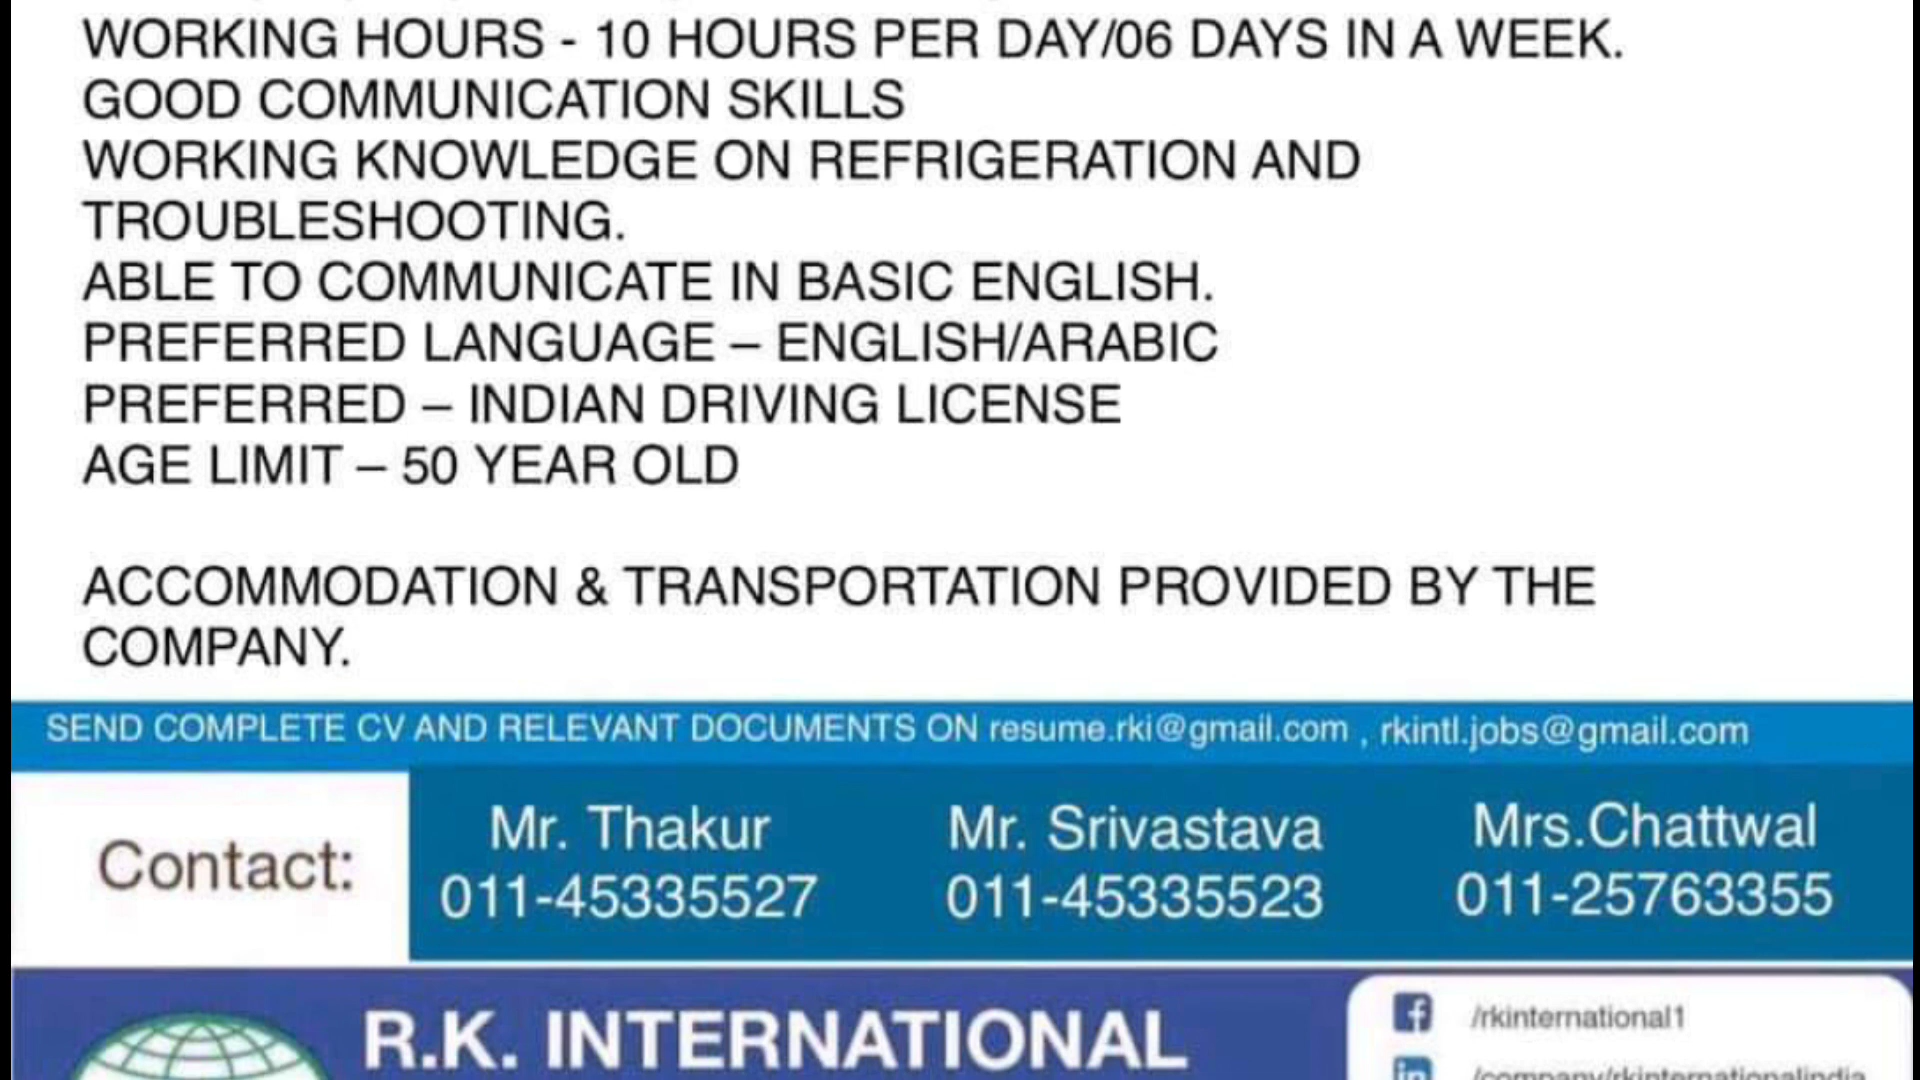 WORKING HOURS - 10 HOURS PER DAY/06 DAYS IN A WEEK.
GOOD COMMUNICATION SKILLS
WORKING KNOWLEDGE ON REFRIGERATION AND
TROUBLESHOOTING.
ABLE TO COMMUNICATE IN BASIC ENGLISH.
PREFERRED LANGUAGE – ENGLISH/ARABIC
PREFERRED – INDIAN DRIVING LICENSE
AGE LIMIT – 50 YEAR OLD
ACCOMMODATION & TRANSPORTATION PROVIDED BY THE
COMPANY.
SEND COMPLETE CV AND RELEVANT DOCUMENTS ON resume.rki@gmail.com , rkintl.jobs@gmail.com
Contact:
Mr. Thakur
011-45335527
Mr. Srivastava
011-45335523
Mrs.Chattwal
011-25763355
R.K. INTERNATIONAL
/rkinternational1
in /company/rkinternationalindia